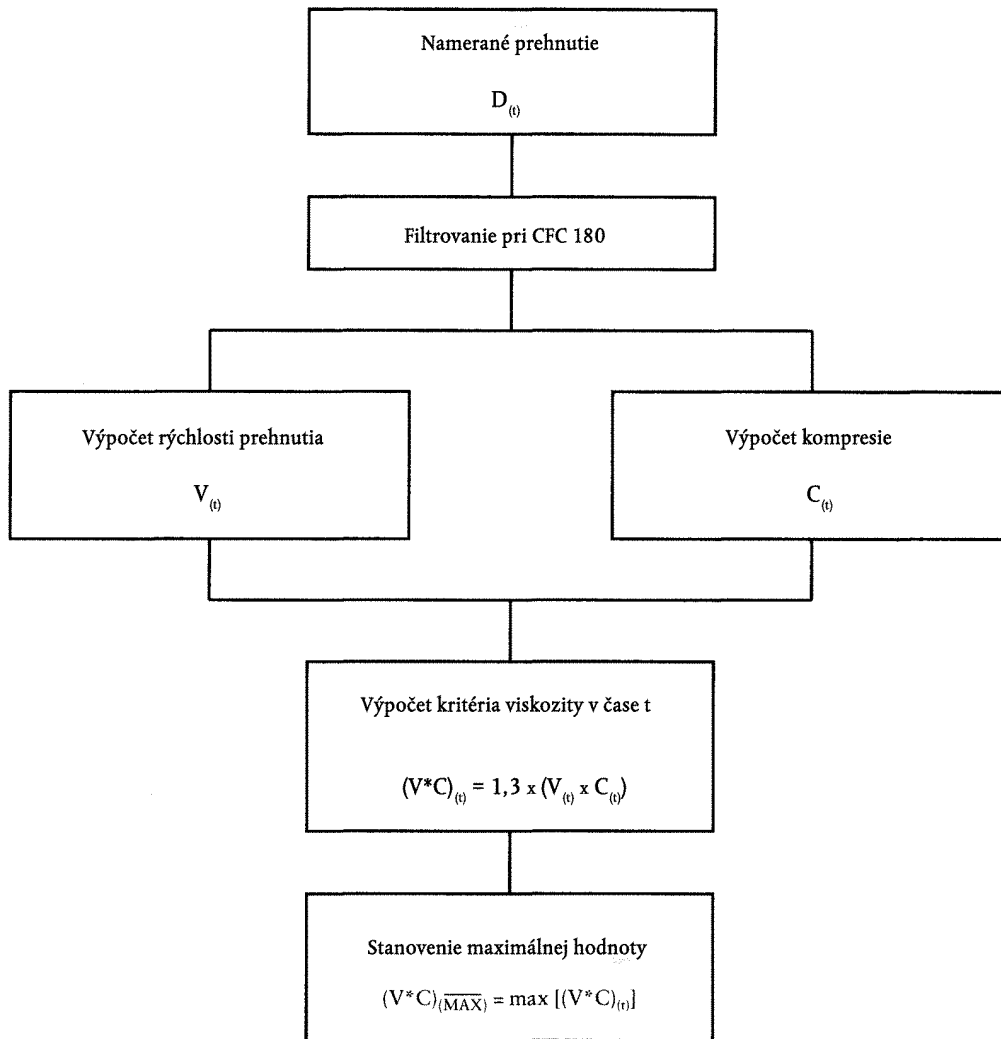 Namerané prehnutie
D(t)
Filtrovanie pri CFC 180
Výpočet rýchlosti prehnutia
V(t)
Výpočet kompresie
C(t)
Výpočet kritéria viskozity v čase t
(V*C)(t) = 1,3 x (V(t) x C(t))
Stanovenie maximálnej hodnoty
(V*C)(MAX) = max [(V*C)(t)]